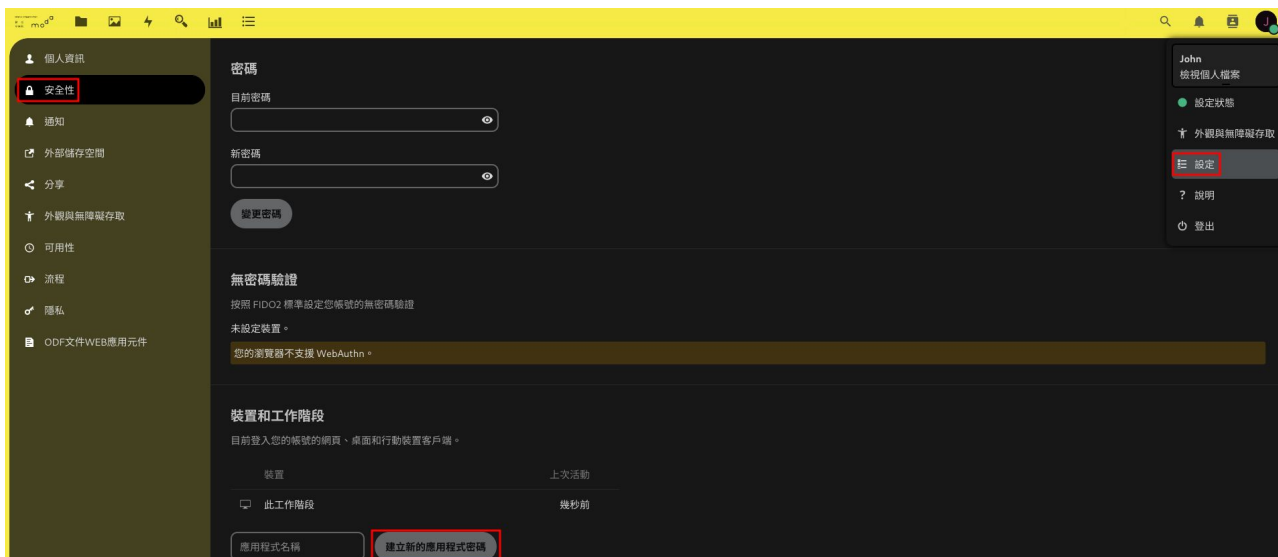 moda
J
個人資訊
安全性
通知
外部儲存空間
分享
外觀與無障礙存取
可用性
流程
隱私
ODF文件WEB應用元件
密碼
目前密碼
新密碼
變更密碼
無密碼驗證
按照 FIDO2 標準設定您帳號的無密碼驗證
未設定裝置。
您的瀏覽器不支援 WebAuthn。
裝置和工作階段
目前登入您的帳號的網頁、桌面和行動裝置客戶端。
裝置 上次活動
此工作階段 幾秒前
應用程式名稱 建立新的應用程式密碼
John
檢視個人檔案
設定狀態
外觀與無障礙存取
設定
說明
登出